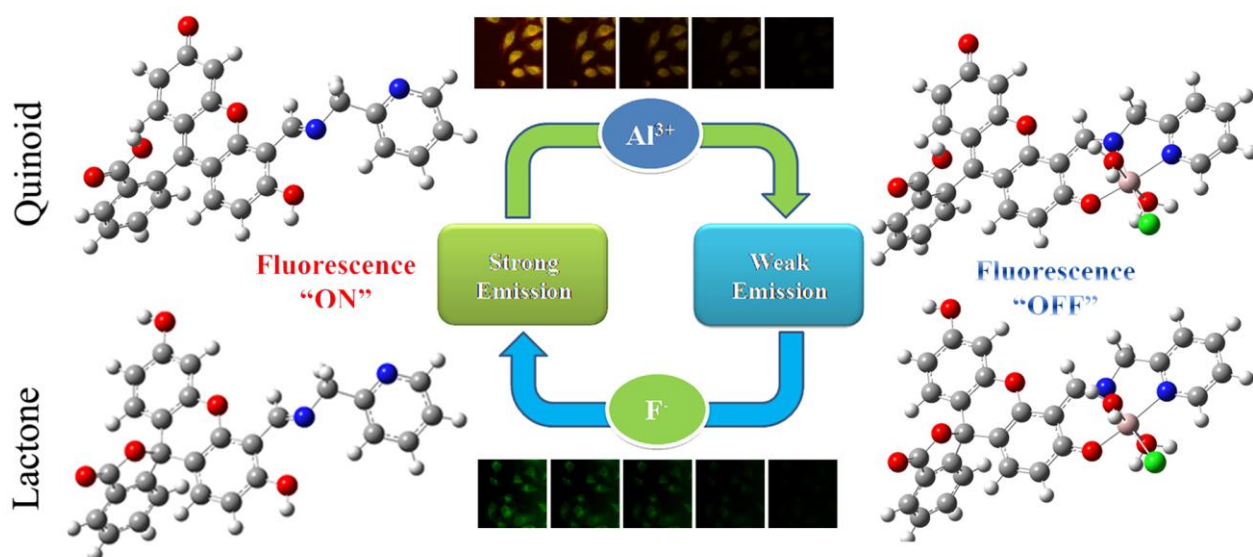 Quinoid
Al³⁺
Fluorescence
“ON”
Strong
Emission
Weak
Emission
Fluorescence
“OFF”
Lactone
F⁻